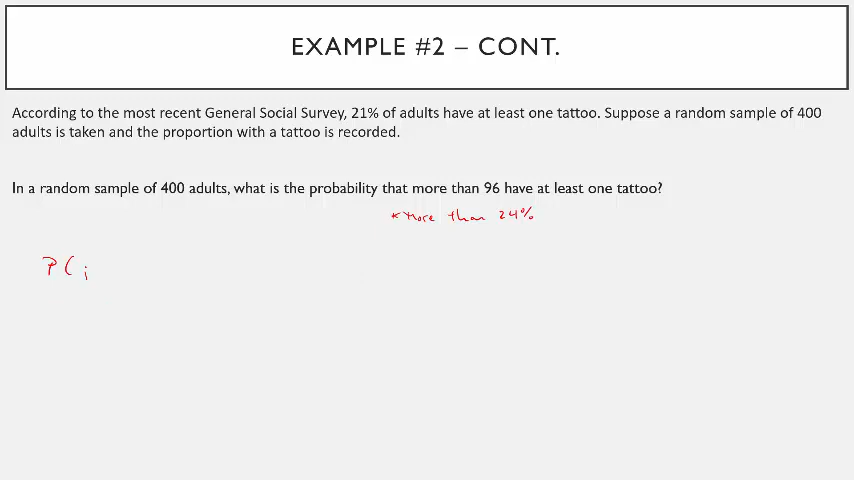 EXAMPLE #2 – CONT.
According to the most recent General Social Survey, 21% of adults have at least one tattoo. Suppose a random sample of 400
adults is taken and the proportion with a tattoo is recorded.
In a random sample of 400 adults, what is the probability that more than 96 have at least one tattoo?
*more than 24%
P(